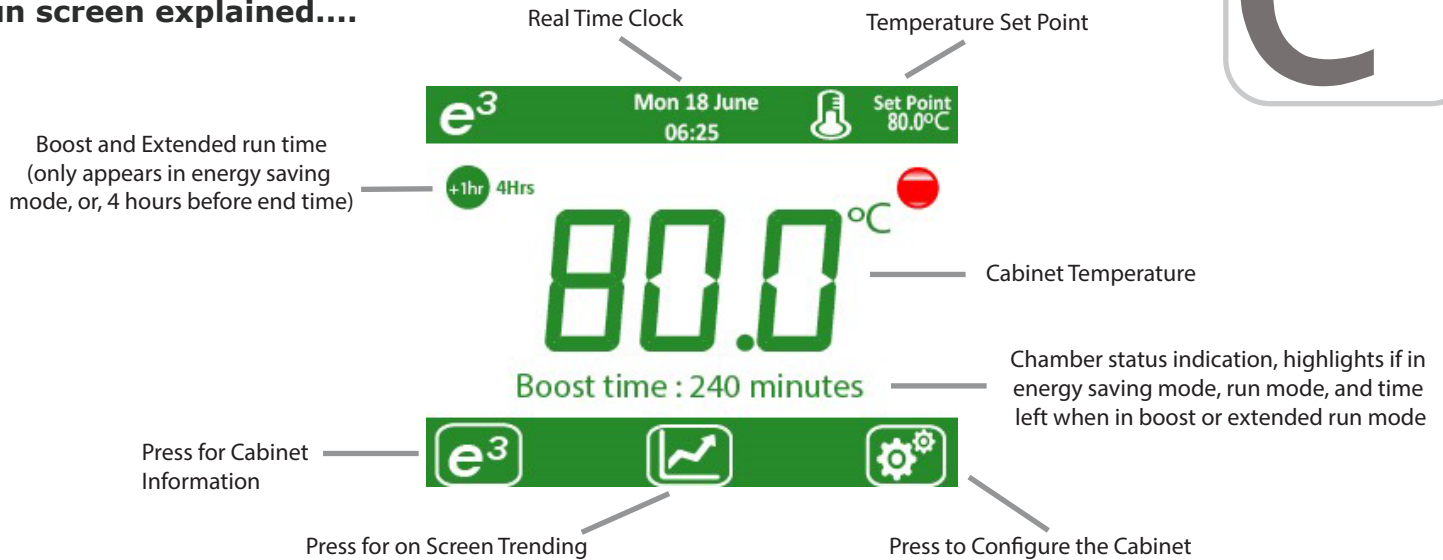 un screen explained....
Real Time Clock
Temperature Set Point
e³
Mon 18 June
06:25
Set Point
80.0ºC
Boost and Extended run time
(only appears in energy saving
mode, or, 4 hours before end time)
+1hr 4Hrs
80.0ºC
Cabinet Temperature
Boost time : 240 minutes
Chamber status indication, highlights if in
energy saving mode, run mode, and time
left when in boost or extended run mode
Press for Cabinet
Information
e³
Press for on Screen Trending
Press to Configure the Cabinet